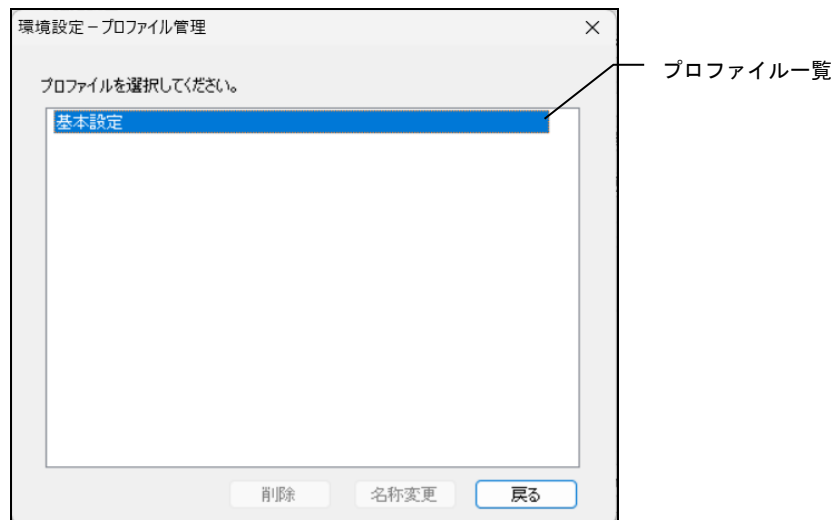 環境設定－プロファイル管理
プロファイル一覧
プロファイルを選択してください。
基本設定
削除 名称変更 戻る